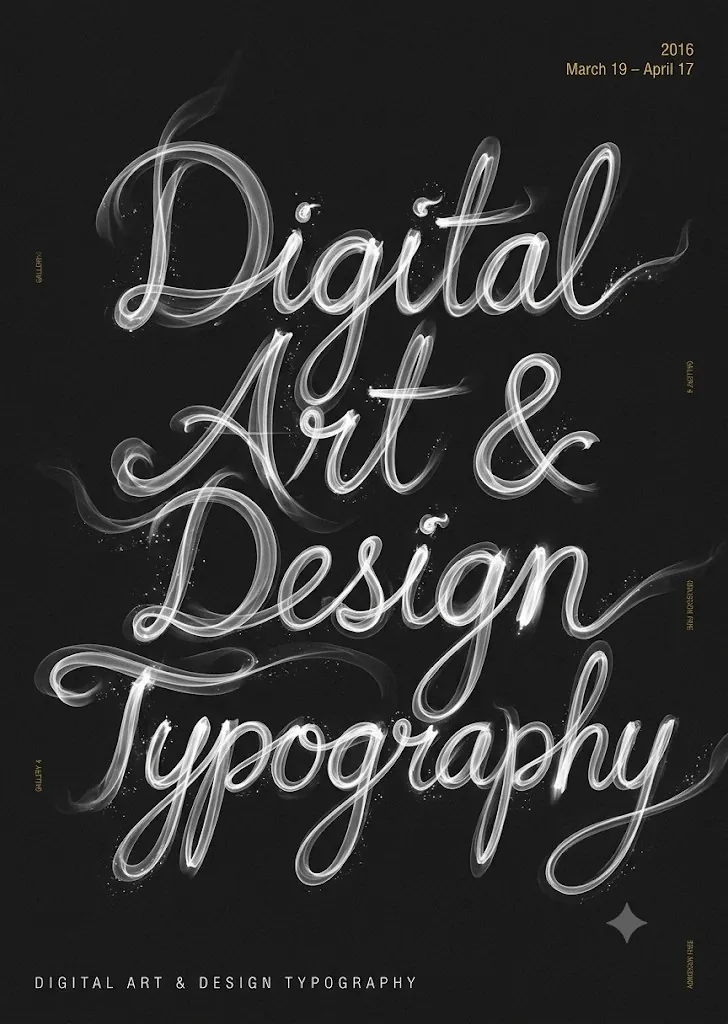 2016
March 19 – April 17
Digital
Art &
Design
Typography
DIGITAL ART & DESIGN TYPOGRAPHY